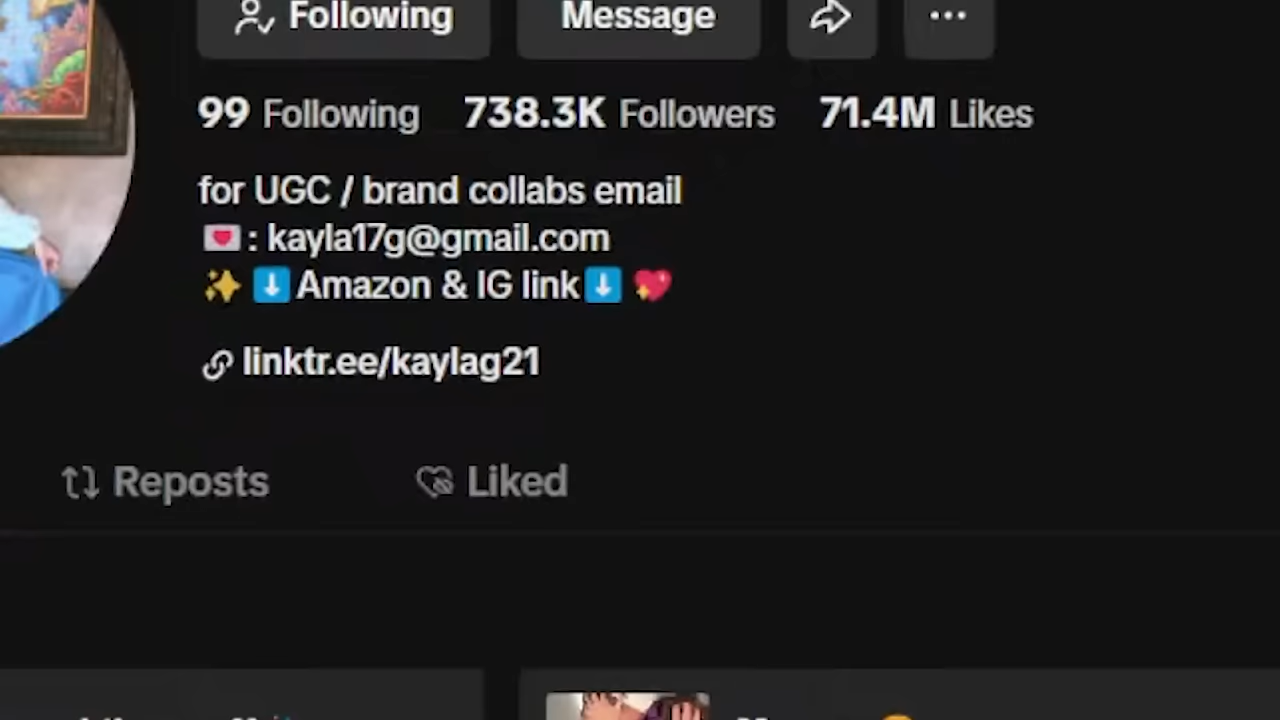 Following Message
99 Following 738.3K Followers 71.4M Likes
for UGC / brand collabs email
💌: kayla17g@gmail.com
✨⬇️Amazon & IG link⬇️💖
linktr.ee/kaylag21
Reposts Liked